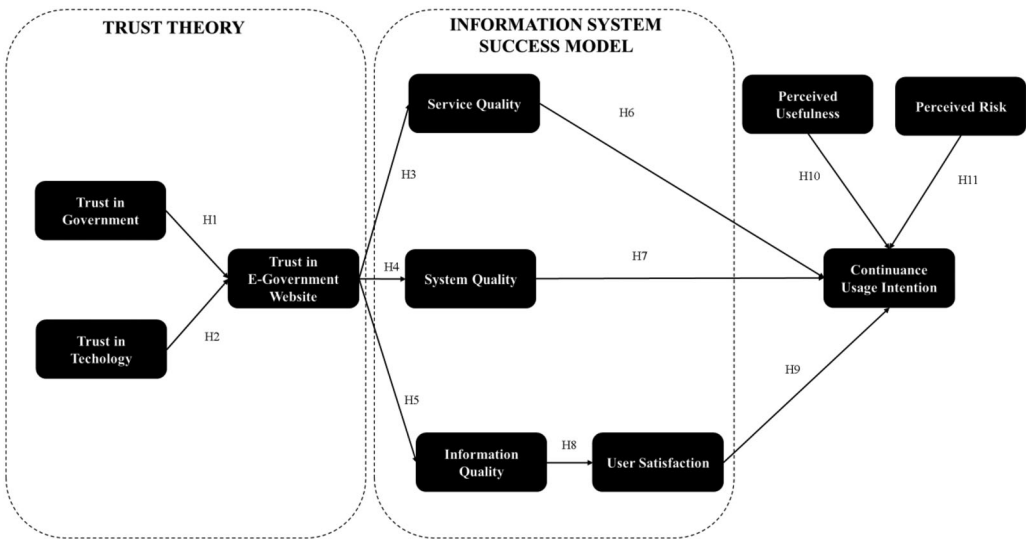 TRUST THEORY
INFORMATION SYSTEM
SUCCESS MODEL
Service Quality
Perceived
Usefulness
Perceived Risk
H6
H3
H10
H11
Trust in
Government
H1
Trust in
E-Government
Website
H4
System Quality
H7
Continuance
Usage Intention
Trust in
Techology
H2
H5
H9
Information
Quality
H8
User Satisfaction